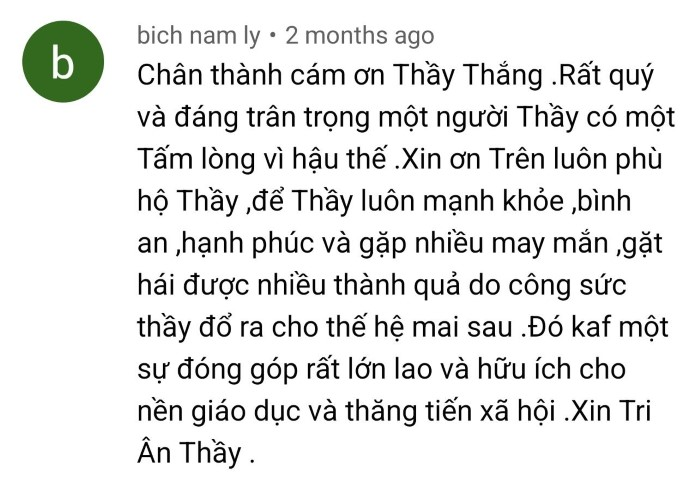 b
bich nam ly • 2 months ago
Chân thành cám ơn Thầy Thắng .Rất quý
và đáng trân trọng một người Thầy có một
Tấm lòng vì hậu thế .Xin ơn Trên luôn phù
hộ Thầy ,để Thầy luôn mạnh khỏe ,bình
an ,hạnh phúc và gặp nhiều may mắn ,gặt
hái được nhiều thành quả do công sức
thầy đổ ra cho thế hệ mai sau .Đó kaf một
sự đóng góp rất lớn lao và hữu ích cho
nền giáo dục và thăng tiến xã hội .Xin Tri
Ân Thầy .